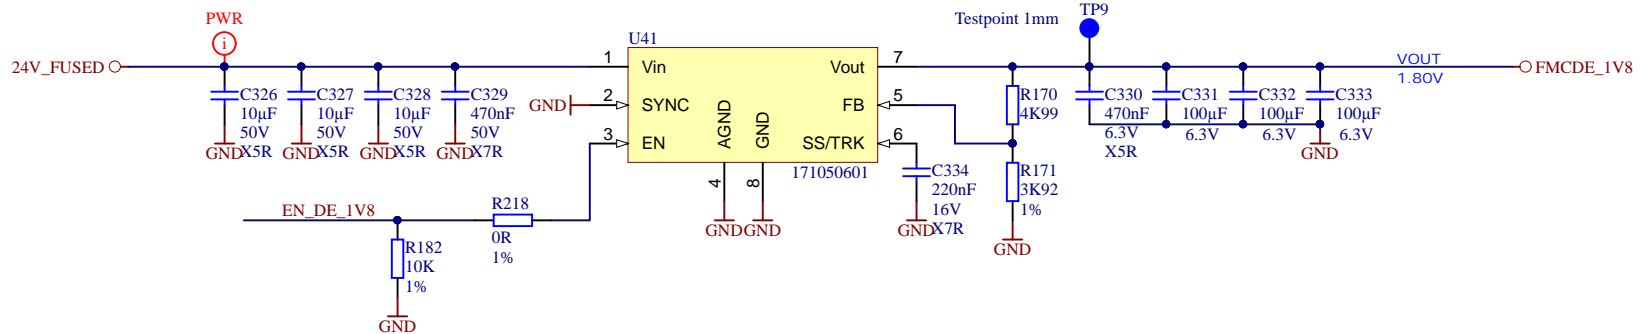 PWR
i
24V_FUSED
C326
10µF
50V
X5R
GND
C327
10µF
50V
X5R
GND
C328
10µF
50V
X5R
GND
C329
470nF
50V
X7R
GND
U41
1
Vin
2
SYNC
GND
3
EN
AGND
4
GND
GND
8
GND
Vout
7
FB
5
SS/TRK
6
171050601
EN_DE_1V8
R182
10K
1%
GND
R218
0R
1%
C334
220nF
16V
X7R
GND
R170
4K99
R171
3K92
1%
GND
Testpoint 1mm
TP9
C330
470nF
6.3V
X5R
C331
100µF
6.3V
C332
100µF
6.3V
C333
100µF
6.3V
GND
VOUT
1.80V
FMCDE_1V8